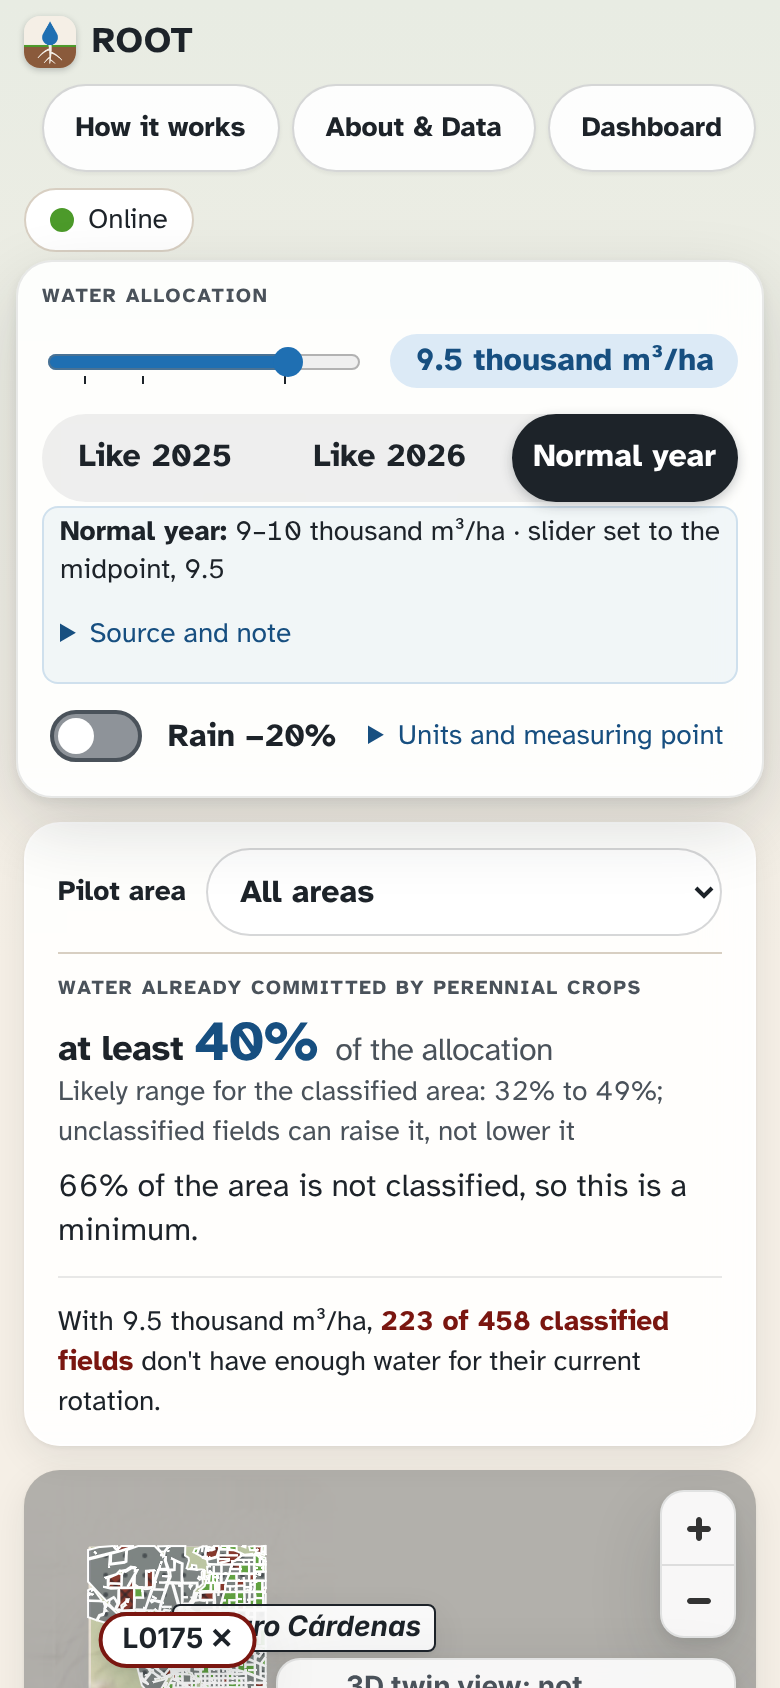 ROOT
How it works
About & Data
Dashboard
Online
WATER ALLOCATION
9.5 thousand m³/ha
Like 2025
Like 2026
Normal year
Normal year: 9–10 thousand m³/ha · slider set to the
midpoint, 9.5
▶ Source and note
Rain −20%
▶ Units and measuring point
Pilot area
All areas
WATER ALREADY COMMITTED BY PERENNIAL CROPS
at least 40% of the allocation
Likely range for the classified area: 32% to 49%;
unclassified fields can raise it, not lower it
66% of the area is not classified, so this is a
minimum.
With 9.5 thousand m³/ha, 223 of 458 classified
fields don't have enough water for their current
rotation.
+
−
Cárdenas
L0175 ✕
3D twin view: not